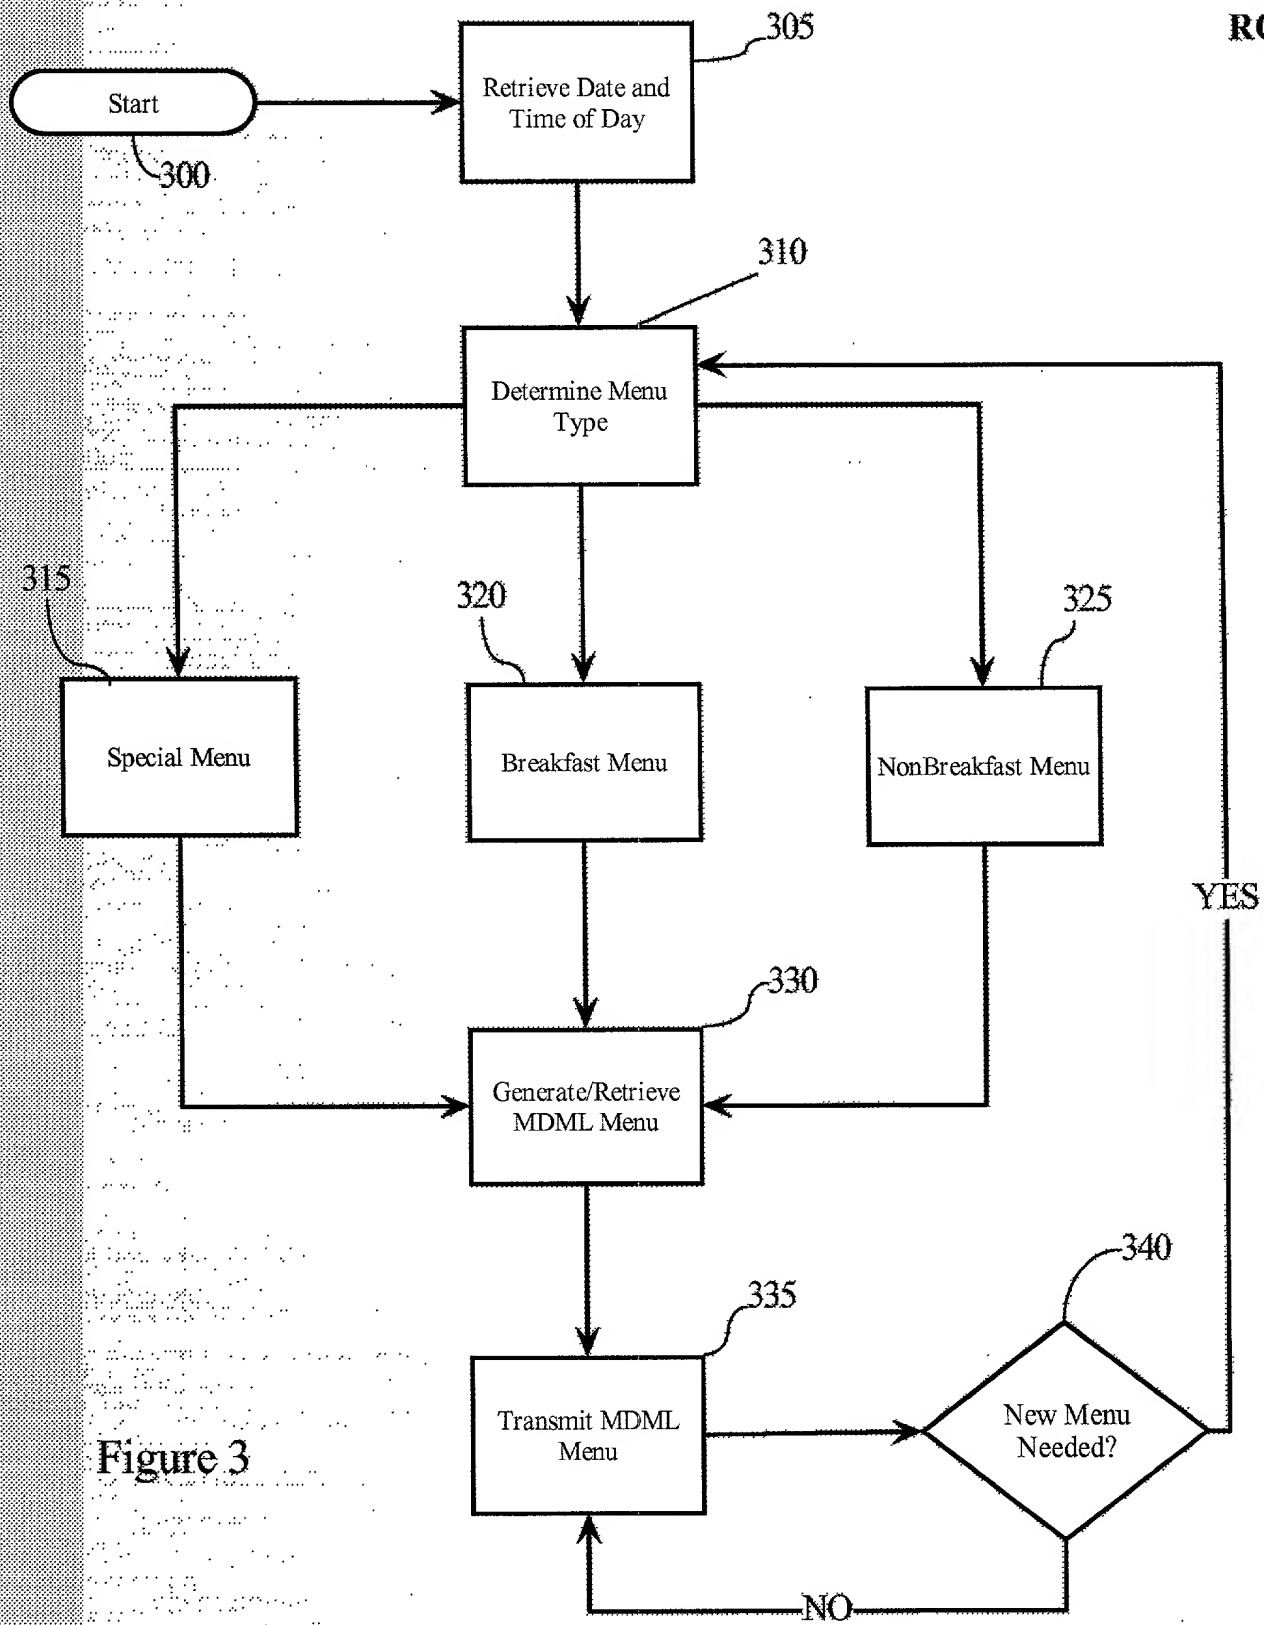 305
Start
Retrieve Date and
Time of Day
300
310
Determine Menu
Type
315
320
325
Special Menu
Breakfast Menu
NonBreakfast Menu
YES
330
Generate/Retrieve
MDML Menu
340
335
New Menu
Needed?
Transmit MDML
Menu
Figure 3
NO